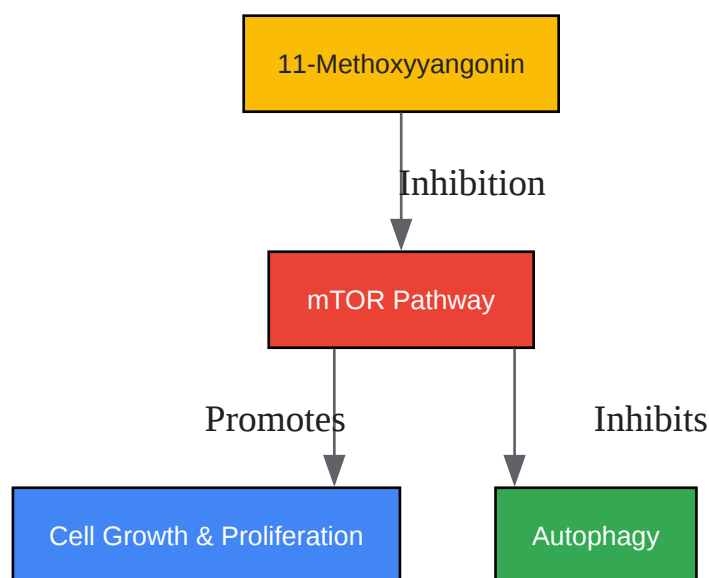 11-Methoxyyangonin
Inhibition
mTOR Pathway
Promotes
Inhibits
Cell Growth & Proliferation
Autophagy